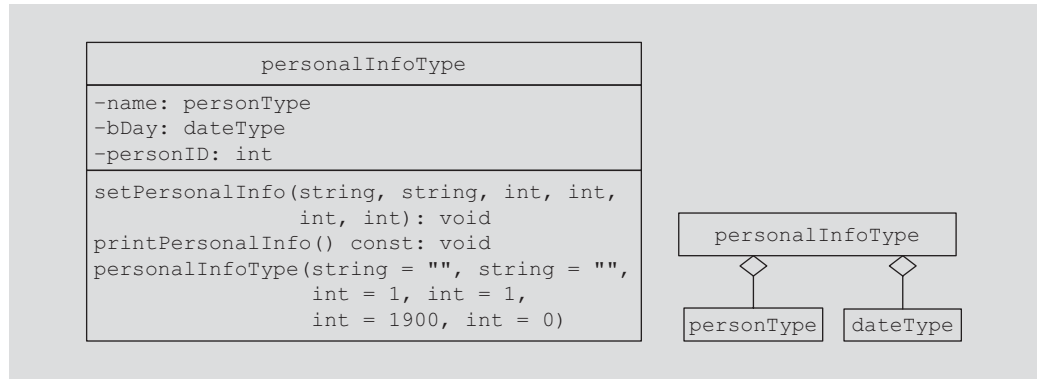 personalInfoType
-name: personType
-bDay: dateType
-personID: int
setPersonalInfo(string, string, int, int,
int, int): void
printPersonalInfo() const: void
personalInfoType(string = "", string = "",
int = 1, int = 1,
int = 1900, int = 0)
personalInfoType
personType
dateType